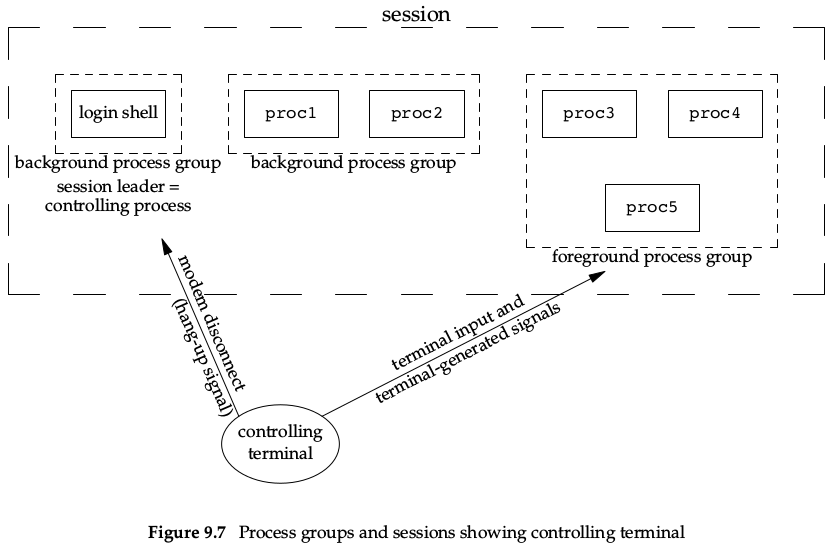 session
login shell
proc1
proc2
proc3
proc4
proc5
background process group
session leader =
controlling process
background process group
foreground process group
modem disconnect
(hang-up signal)
terminal input and
terminal-generated signals
controlling
terminal
Figure 9.7 Process groups and sessions showing controlling terminal